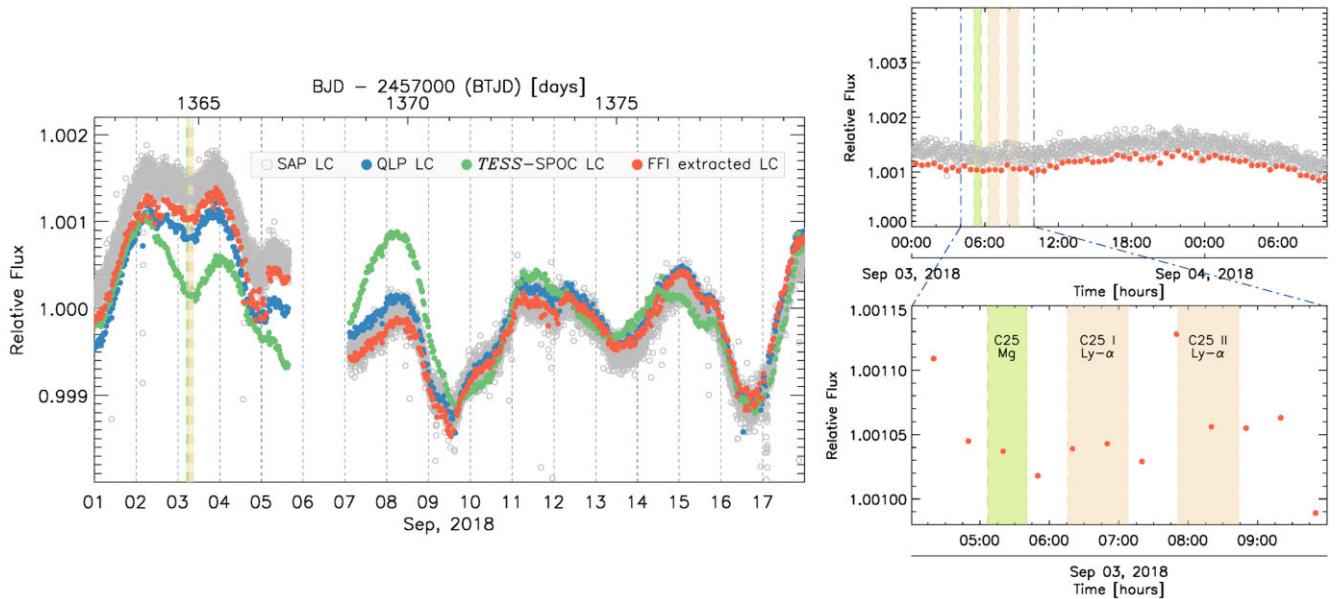 BJD − 2457000 (BTJD) [days]
1365 1370 1375
1.002
1.001
1.000
0.999
Relative Flux
SAP LC QLP LC TESS−SPOC LC FFI extracted LC
01 02 03 04 05 07 08 09 10 11 12 13 14 15 16 17
Sep, 2018
1.003
1.002
1.001
1.000
Relative Flux
00:00 06:00 12:00 18:00 00:00 06:00
Sep 03, 2018 Sep 04, 2018
Time [hours]
1.00115
1.00110
1.00105
1.00100
Relative Flux
C25 C25 I C25 II
Mg Ly−α Ly−α
05:00 06:00 07:00 08:00 09:00
Sep 03, 2018
Time [hours]